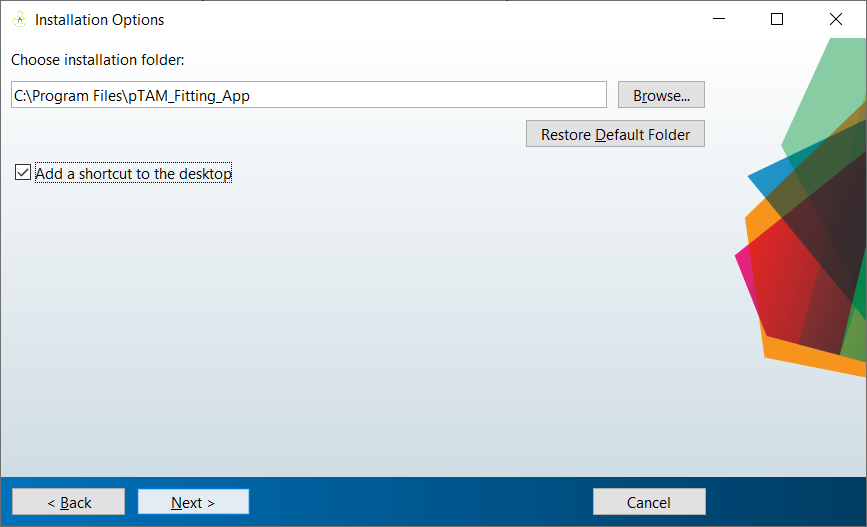 Installation Options
Choose installation folder:
C:\Program Files\pTAM_Fitting_App
Browse...
Restore Default Folder
Add a shortcut to the desktop
< Back
Next >
Cancel